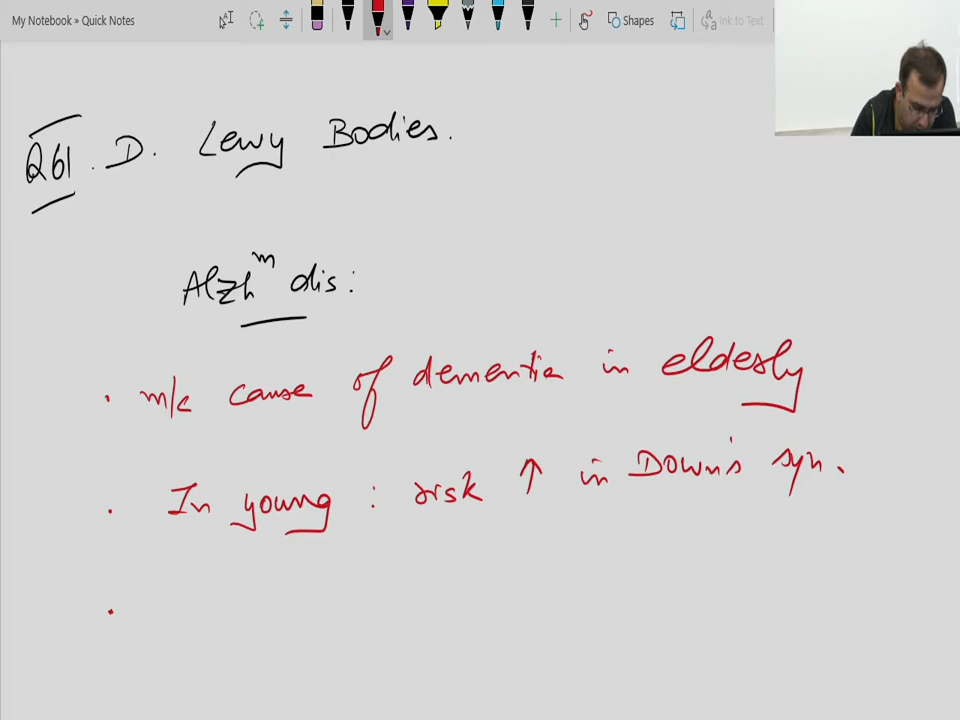 My Notebook » Quick Notes
Shapes
Ink to Text
Q61. D. Lewy Bodies.
Alzhᵐ dis:
• m/c cause of dementia in elderly
• In young : risk ↑ in Down's syn.
•